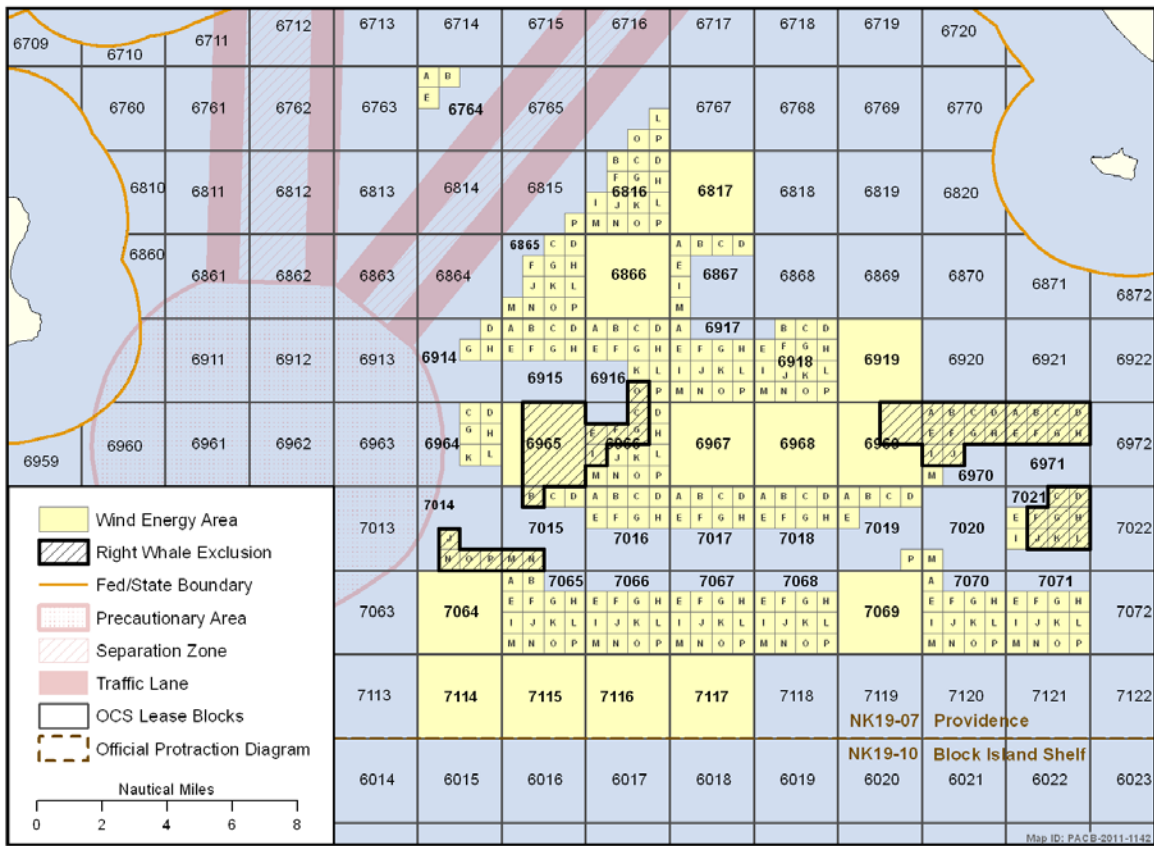 6709 6710 6711 6712 6713 6714 6715 6716 6717 6718 6719 6720
A B
E
6760 6761 6762 6763 6764 6765 6767 6768 6769 6770
L
O P
B C D
F G H
6810 6811 6812 6813 6814 6815 6816 6817 6818 6819 6820
I J K L
P M N O P
6865 C D A B C D
F G H E
6860 6861 6862 6863 6864 6866 6867 6868 6869 6870 6871 6872
J K L I
M N O P M
D A B C D A B C D A 6917 B C D
G H E F G H E F G H E F G H E F G H
6911 6912 6913 6914 6915 6916 6918 6919 6920 6921 6922
K L I J K L I J K L
O P M N O P M N O P
C D C D A B C D A B C D
G H E F G H E F G H E F G H
6959 6960 6961 6962 6963 6964 6965 6966 6967 6968 6969 6970 6971 6972
K L I J K L I J
M N O P M
7014 B C D A B C D A B C D A B C D A B C D 7021 C D
E F G H E F G H E F G H E E F G H
7013 7015 7016 7017 7018 7019 7020 7022
J I J K L
N O P M N P M
A B 7065 7066 7067 7068 A 7070 7071
E F G H E F G H E F G H E F G H E F G H E F G H
7063 7064 7069 7072
I J K L I J K L I J K L I J K L I J K L I J K L
M N O P M N O P M N O P M N O P M N O P M N O P
7113 7114 7115 7116 7117 7118 7119 7120 7121 7122
NK19-07 Providence
NK19-10 Block Island Shelf
6014 6015 6016 6017 6018 6019 6020 6021 6022 6023
Wind Energy Area
Right Whale Exclusion
Fed/State Boundary
Precautionary Area
Separation Zone
Traffic Lane
OCS Lease Blocks
Official Protraction Diagram
Nautical Miles
0 2 4 6 8
Map ID: PACB-2011-1142